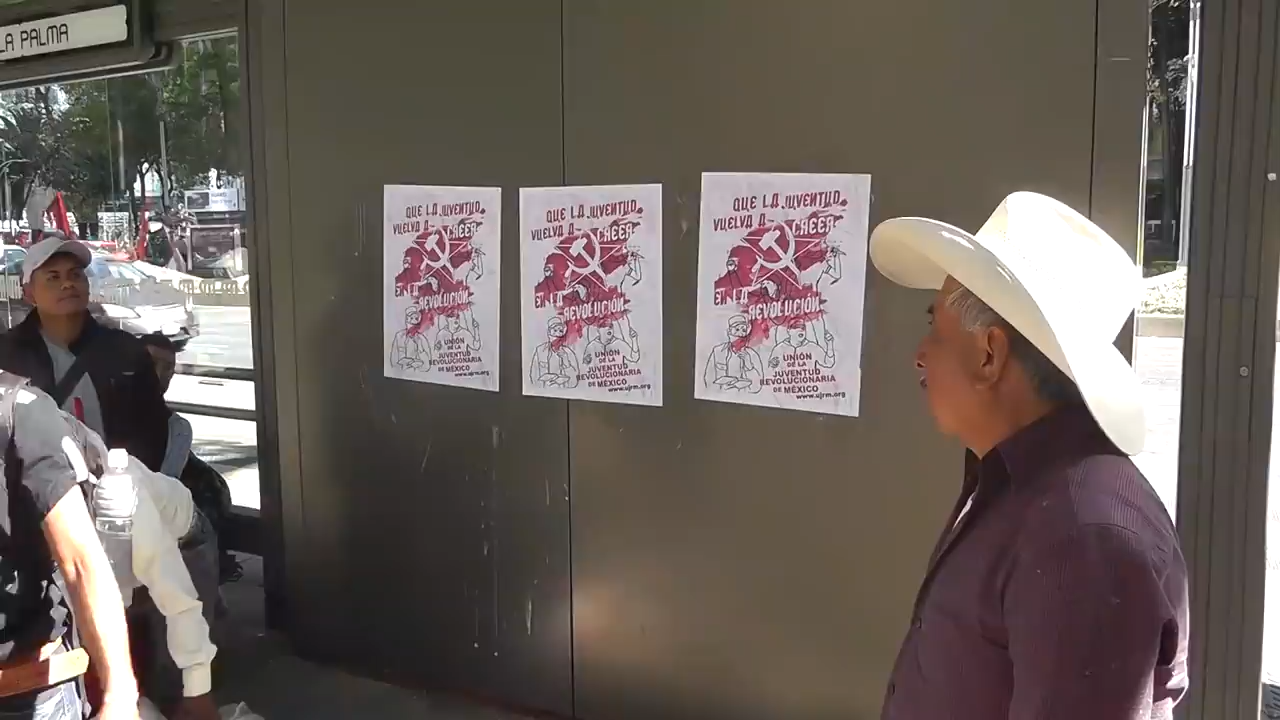 LA PALMA
QUE LA JUVENTUD
VUELVA A CREER
EN LA
REVOLUCIÓN
UNIÓN
DE LA
JUVENTUD
REVOLUCIONARIA
DE MÉXICO
www.ujrm.org
QUE LA JUVENTUD
VUELVA A CREER
EN LA
REVOLUCIÓN
UNIÓN
DE LA
JUVENTUD
REVOLUCIONARIA
DE MÉXICO
www.ujrm.org
QUE LA JUVENTUD
VUELVA A CREER
EN LA
REVOLUCIÓN
UNIÓN
DE LA
JUVENTUD
REVOLUCIONARIA
DE MÉXICO
www.ujrm.org